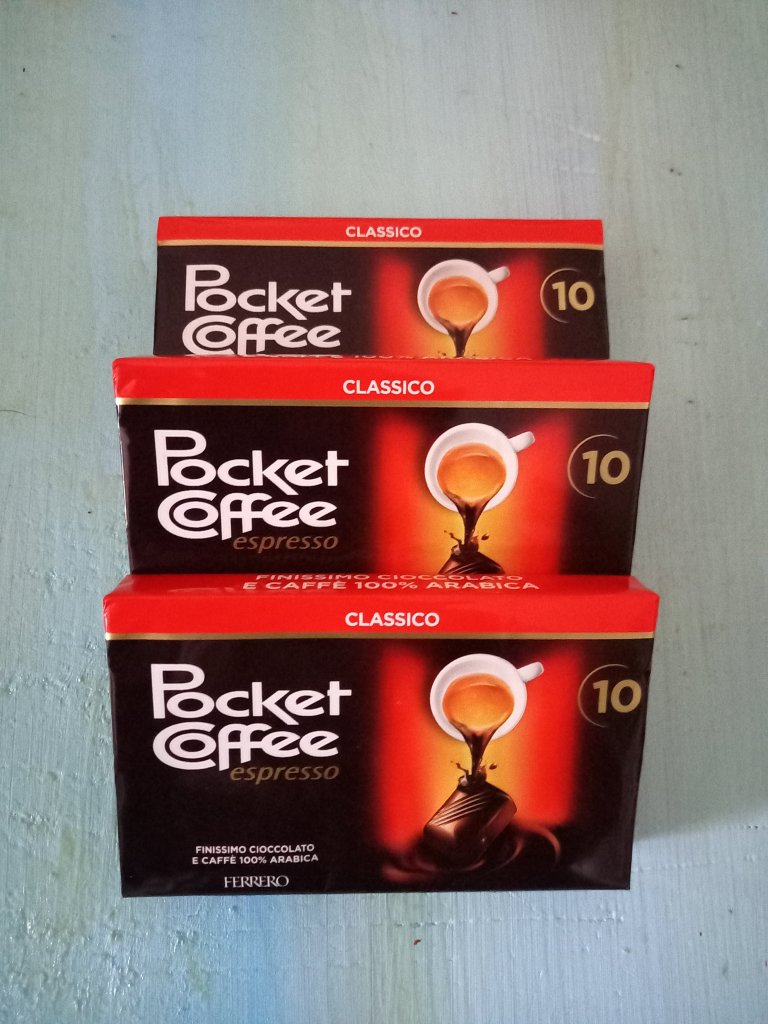 CLASSICO
Pocket
Coffee
10
CLASSICO
Pocket
Coffee
espresso
10
FINISSIMO CIOCCOLATO
E CAFFÈ 100% ARABICA
CLASSICO
Pocket
Coffee
espresso
10
FINISSIMO CIOCCOLATO
E CAFFÈ 100% ARABICA
FERRERO